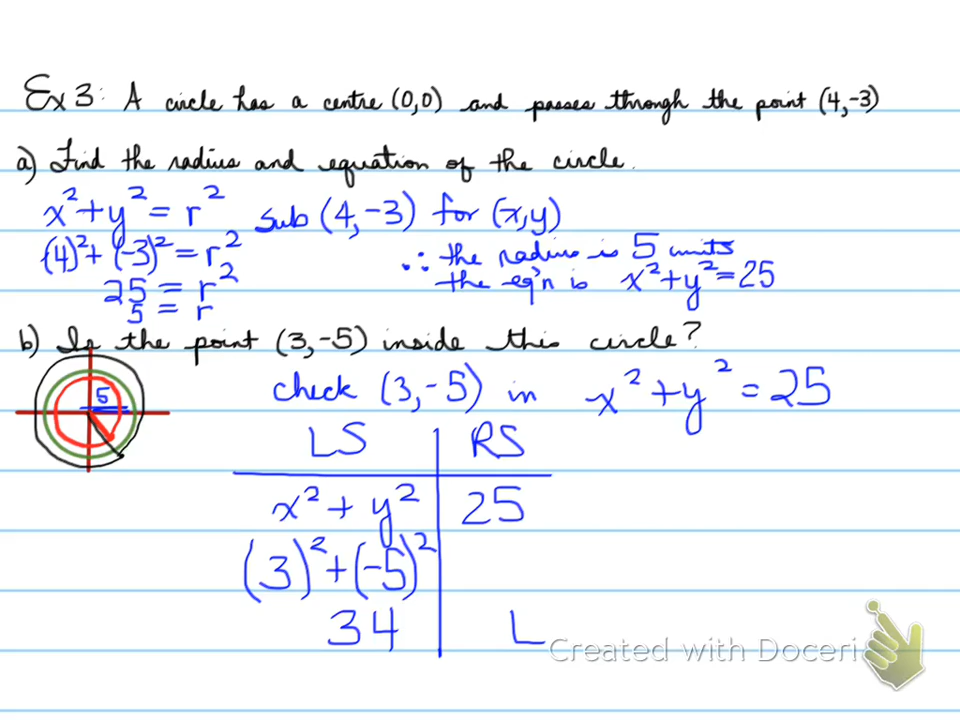 Ex 3: A circle has a centre (0,0) and passes through the point (4,-3)
a) Find the radius and equation of the circle.
x² + y² = r² sub (4,-3) for (x,y)
(4)² + (-3)² = r² ∴ the radius is 5 units
25 = r² the eq'n is x² + y² = 25
5 = r
b) Is the point (3,-5) inside this circle?
5
check (3,-5) in x² + y² = 25
LS RS
x² + y² 25
(3)² + (-5)²
34 L
Created with Doceri